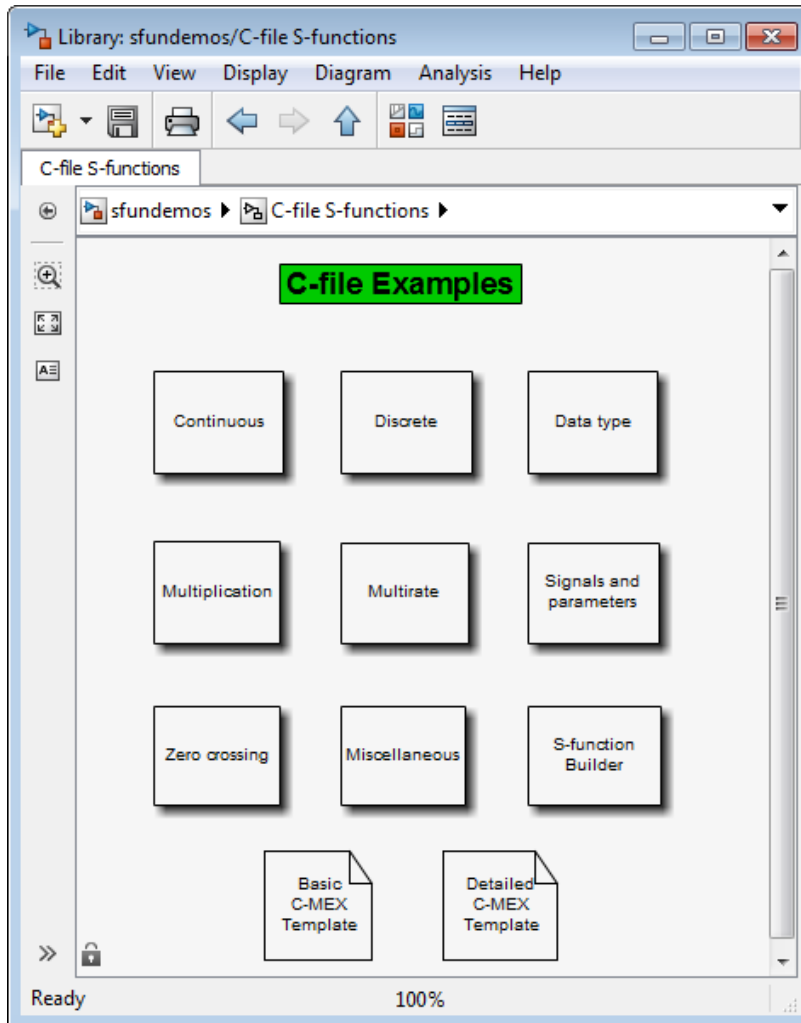 Library: sfundemos/C-file S-functions
File Edit View Display Diagram Analysis Help
C-file S-functions
sfundemos C-file S-functions
C-file Examples
Continuous
Discrete
Data type
Multiplication
Multirate
Signals and
parameters
Zero crossing
Miscellaneous
S-function
Builder
Basic
C-MEX
Template
Detailed
C-MEX
Template
Ready 100%